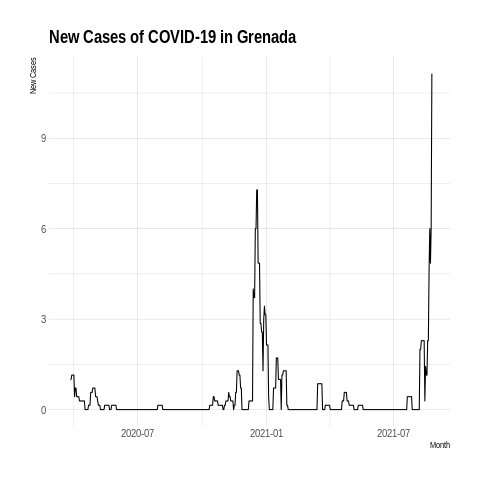 New Cases of COVID-19 in Grenada
New Cases
9
6
3
0
2020-07
2021-01
2021-07
Month